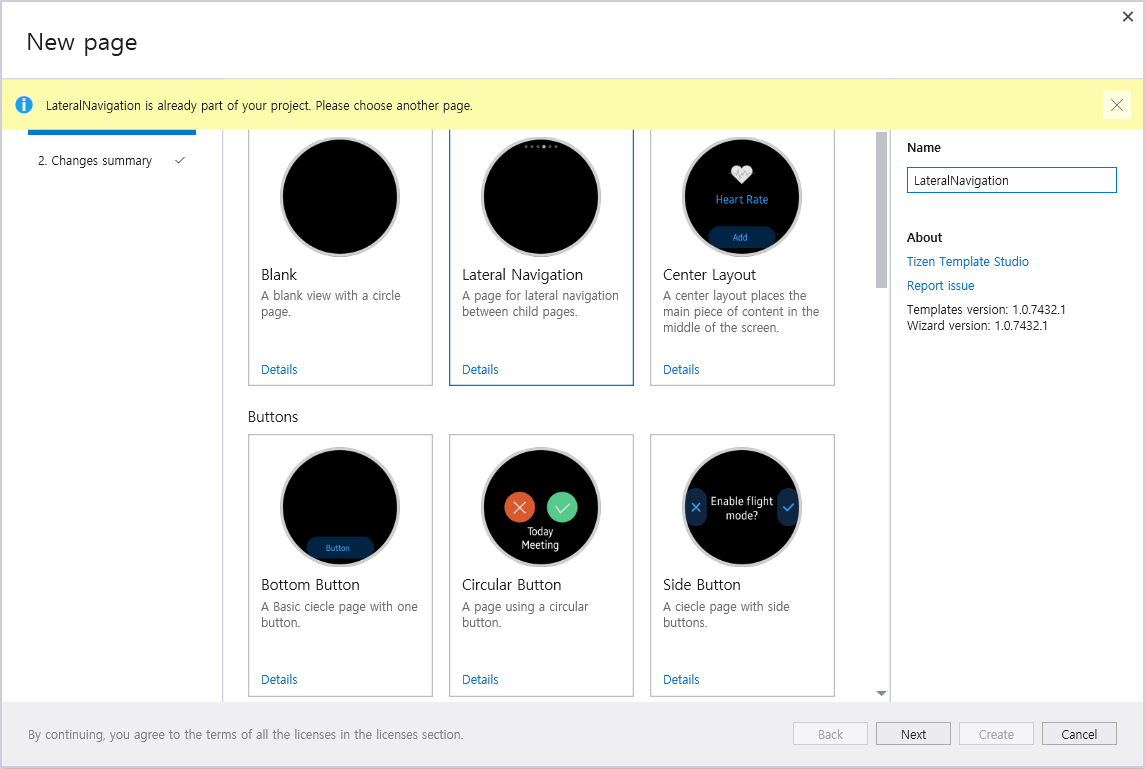 New page
LateralNavigation is already part of your project. Please choose another page.
2. Changes summary
Blank
A blank view with a circle
page.
Details
Lateral Navigation
A page for lateral navigation
between child pages.
Details
Heart Rate
Add
Center Layout
A center layout places the
main piece of content in the
middle of the screen.
Details
Buttons
Button
Bottom Button
A Basic ciecle page with one
button.
Details
Today
Meeting
Circular Button
A page using a circular
button.
Details
Enable flight
mode?
Side Button
A ciecle page with side
buttons.
Details
Name
LateralNavigation
About
Tizen Template Studio
Report issue
Templates version: 1.0.7432.1
Wizard version: 1.0.7432.1
By continuing, you agree to the terms of all the licenses in the licenses section.
Back
Next
Create
Cancel